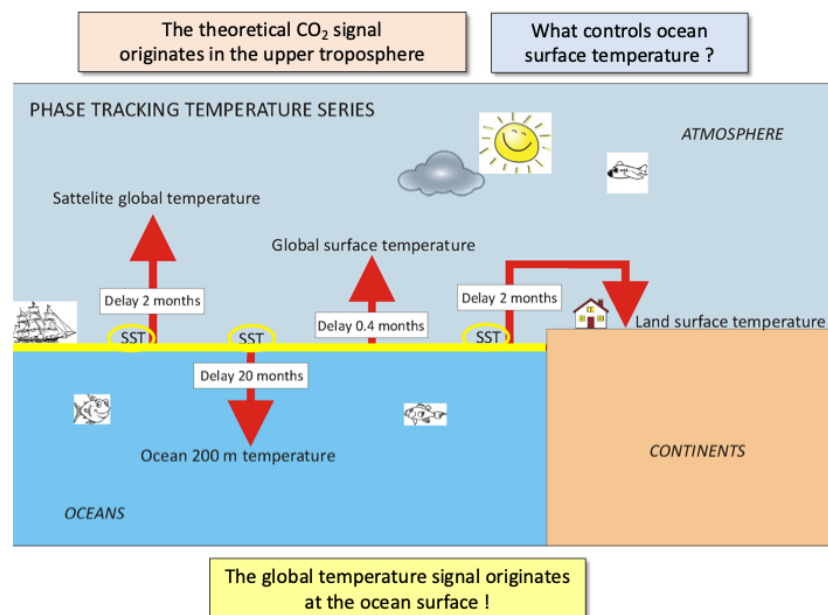 The theoretical CO₂ signal
originates in the upper troposphere
What controls ocean
surface temperature ?
PHASE TRACKING TEMPERATURE SERIES
ATMOSPHERE
Sattelite global temperature
Global surface temperature
Delay 2 months
Delay 2 months
Delay 0.4 months
Land surface temperature
SST
SST
SST
Delay 20 months
Ocean 200 m temperature
CONTINENTS
OCEANS
The global temperature signal originates
at the ocean surface !